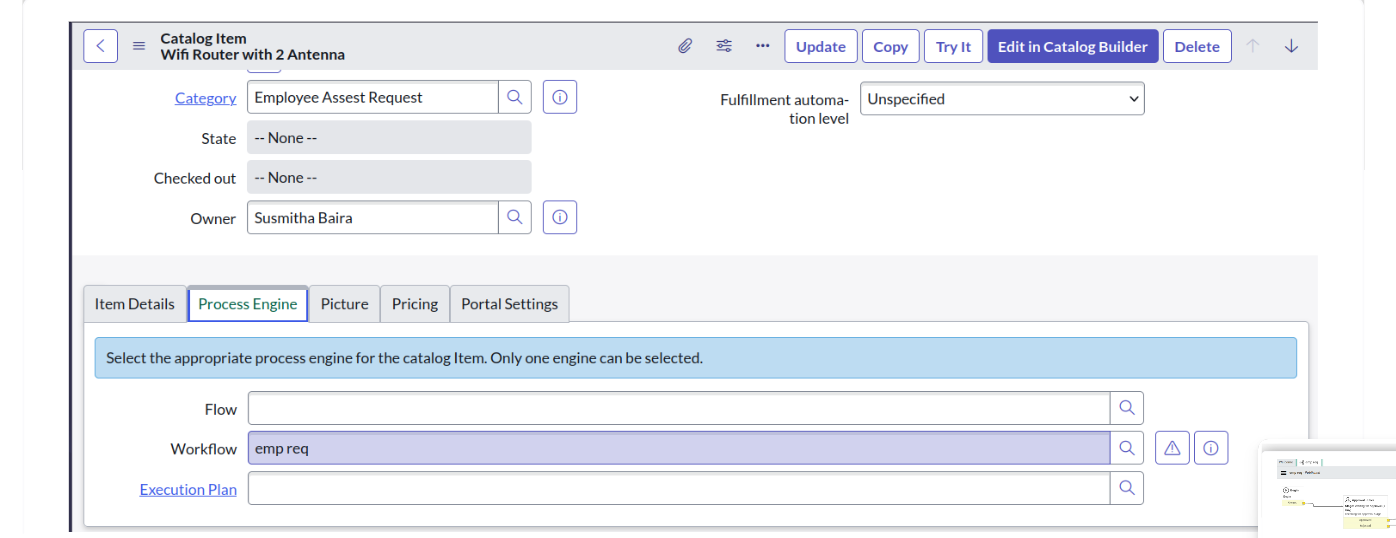 Catalog Item
Wifi Router with 2 Antenna
Update Copy Try It Edit in Catalog Builder Delete
Category Employee Assest Request
Fulfillment automa-
tion level
Unspecified
State -- None --
Checked out -- None --
Owner Susmitha Baira
Item Details Process Engine Picture Pricing Portal Settings
Select the appropriate process engine for the catalog Item. Only one engine can be selected.
Flow
Workflow emp req
Execution Plan